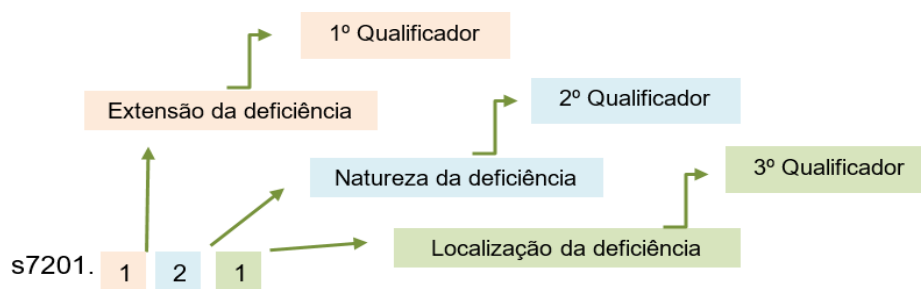 1º Qualificador
Extensão da deficiência
2º Qualificador
Natureza da deficiência
3º Qualificador
Localização da deficiência
s7201. 1 2 1